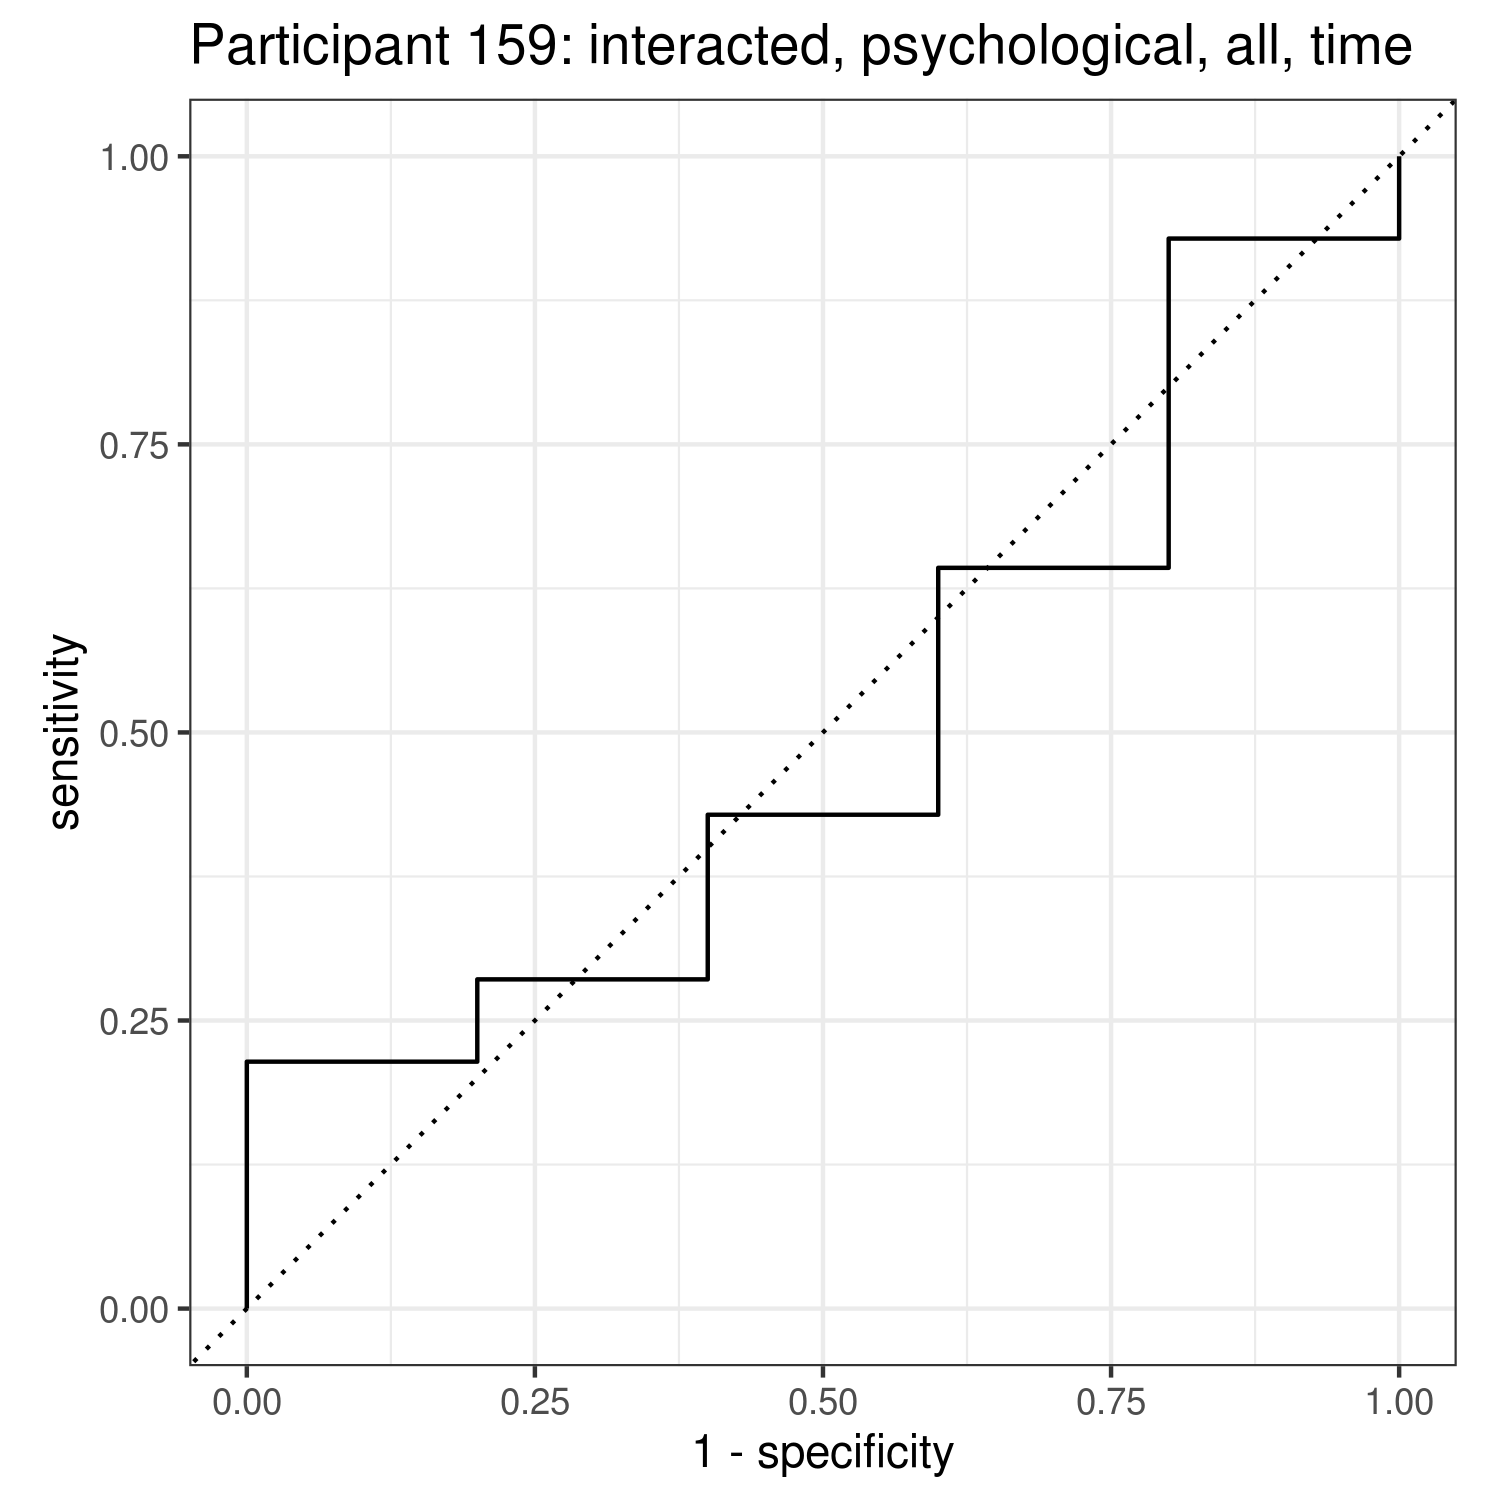 Participant 159: interacted, psychological, all, time
1.00
0.75
0.50
0.25
0.00
sensitivity
0.00 0.25 0.50 0.75 1.00
1 - specificity